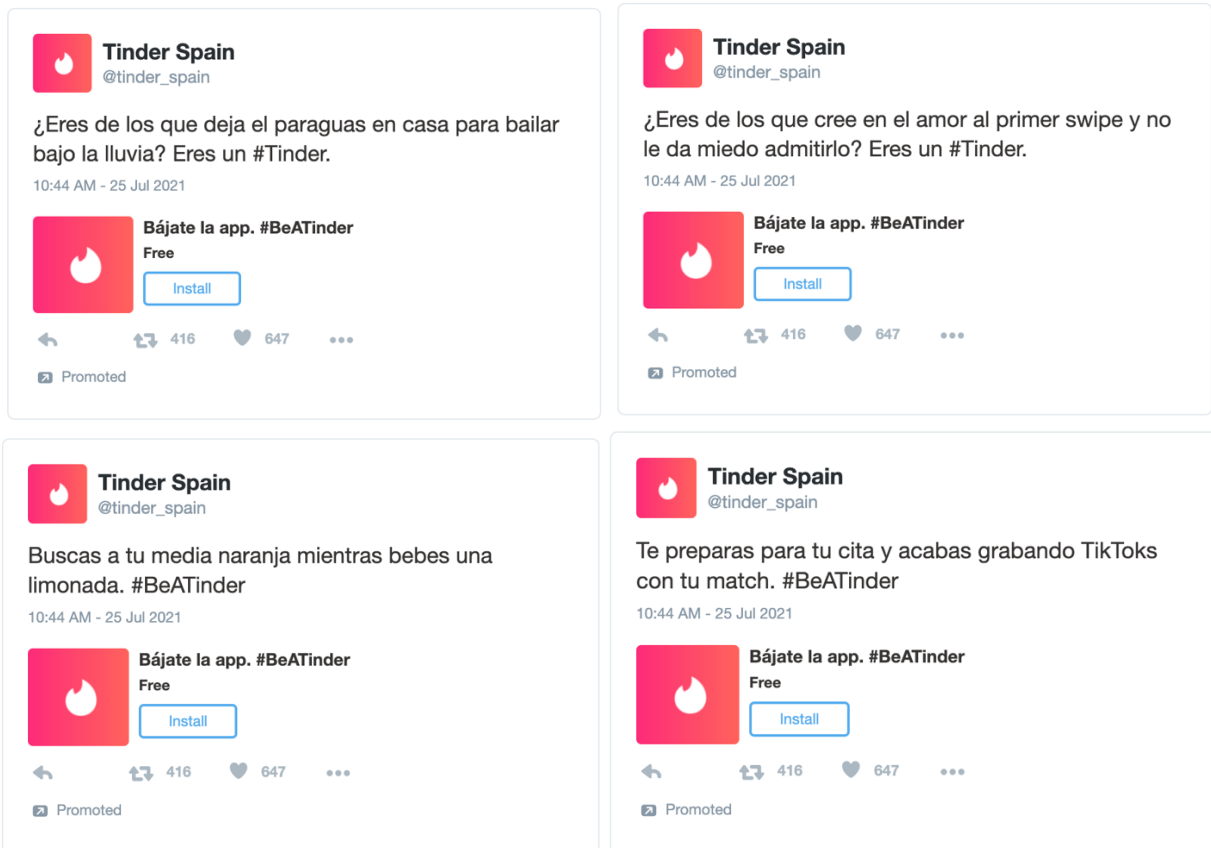 Tinder Spain
@tinder_spain
¿Eres de los que deja el paraguas en casa para bailar
bajo la lluvia? Eres un #Tinder.
10:44 AM - 25 Jul 2021
Bájate la app. #BeATinder
Free
Install
416 647
Promoted
Tinder Spain
@tinder_spain
¿Eres de los que cree en el amor al primer swipe y no
le da miedo admitirlo? Eres un #Tinder.
10:44 AM - 25 Jul 2021
Bájate la app. #BeATinder
Free
Install
416 647
Promoted
Tinder Spain
@tinder_spain
Buscas a tu media naranja mientras bebes una
limonada. #BeATinder
10:44 AM - 25 Jul 2021
Bájate la app. #BeATinder
Free
Install
416 647
Promoted
Tinder Spain
@tinder_spain
Te preparas para tu cita y acabas grabando TikToks
con tu match. #BeATinder
10:44 AM - 25 Jul 2021
Bájate la app. #BeATinder
Free
Install
416 647
Promoted